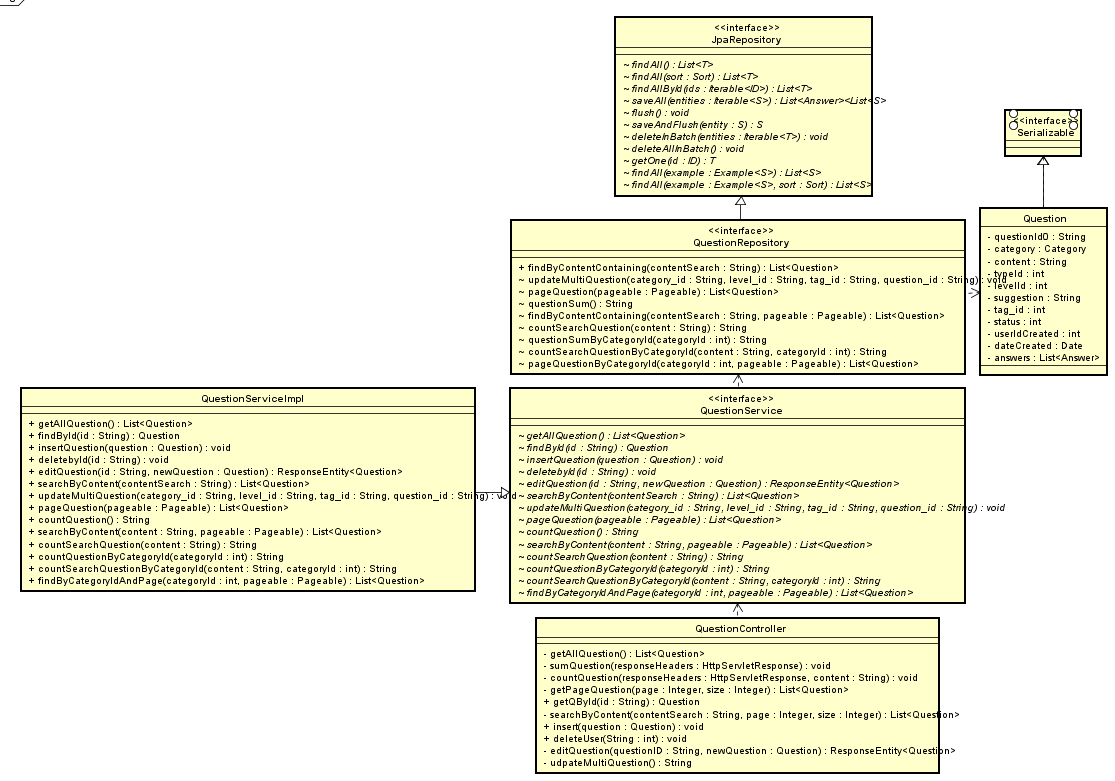 <<interface>>
JpaRepository
~ findAll() : List<T>
~ findAll(sort : Sort) : List<T>
~ findAllById(ids : Iterable<ID>) : List<T>
~ saveAll(entities : Iterable<S>) : List<Answer><List<S>
~ flush() : void
~ saveAndFlush(entity : S) : S
~ deleteInBatch(entities : Iterable<T>) : void
~ deleteAllInBatch() : void
~ getOne(id : ID) : T
~ findAll(example : Example<S>) : List<S>
~ findAll(example : Example<S>, sort : Sort) : List<S>
<<interface>>
Serializable
<<interface>>
QuestionRepository
+ findByContentContaining(contentSearch : String) : List<Question>
~ updateMultiQuestion(category_id : String, level_id : String, tag_id : String, question_id : String) : void
~ pageQuestion(pageable : Pageable) : List<Question>
~ questionSum() : String
~ findByContentContaining(contentSearch : String, pageable : Pageable) : List<Question>
~ countSearchQuestion(content : String) : String
~ questionSumByCategoryId(categoryId : int) : String
~ countSearchQuestionByCategoryId(content : String, categoryId : int) : String
~ pageQuestionByCategoryId(categoryId : int, pageable : Pageable) : List<Question>
Question
- questionId0 : String
- category : Category
- content : String
- typeId : int
- levelId : int
- suggestion : String
- tag_id : int
- status : int
- userIdCreated : int
- dateCreated : Date
- answers : List<Answer>
QuestionServiceImpl
+ getAllQuestion() : List<Question>
+ findById(id : String) : Question
+ insertQuestion(question : Question) : void
+ deletebyId(id : String) : void
+ editQuestion(id : String, newQuestion : Question) : ResponseEntity<Question>
+ searchByContent(contentSearch : String) : List<Question>
+ updateMultiQuestion(category_id : String, level_id : String, tag_id : String, question_id : String) : void
+ pageQuestion(pageable : Pageable) : List<Question>
+ countQuestion() : String
+ searchByContent(content : String, pageable : Pageable) : List<Question>
+ countSearchQuestion(content : String) : String
+ countQuestionByCategoryId(categoryId : int) : String
+ countSearchQuestionByCategoryId(content : String, categoryId : int) : String
+ findByCategoryIdAndPage(categoryId : int, pageable : Pageable) : List<Question>
<<interface>>
QuestionService
~ getAllQuestion() : List<Question>
~ findById(id : String) : Question
~ insertQuestion(question : Question) : void
~ deletebyId(id : String) : void
~ editQuestion(id : String, newQuestion : Question) : ResponseEntity<Question>
~ searchByContent(contentSearch : String) : List<Question>
~ updateMultiQuestion(category_id : String, level_id : String, tag_id : String, question_id : String) : void
~ pageQuestion(pageable : Pageable) : List<Question>
~ countQuestion() : String
~ searchByContent(content : String, pageable : Pageable) : List<Question>
~ countSearchQuestion(content : String) : String
~ countQuestionByCategoryId(categoryId : int) : String
~ countSearchQuestionByCategoryId(content : String, categoryId : int) : String
~ findByCategoryIdAndPage(categoryId : int, pageable : Pageable) : List<Question>
QuestionController
- getAllQuestion() : List<Question>
- sumQuestion(responseHeaders : HttpServletResponse) : void
- countQuestion(responseHeaders : HttpServletResponse, content : String) : void
- getPageQuestion(page : Integer, size : Integer) : List<Question>
+ getQById(id : String) : Question
- searchByContent(contentSearch : String, page : Integer, size : Integer) : List<Question>
+ insert(question : Question) : void
+ deleteUser(String : int) : void
- editQuestion(questionID : String, newQuestion : Question) : ResponseEntity<Question>
- udpateMultiQuestion() : String